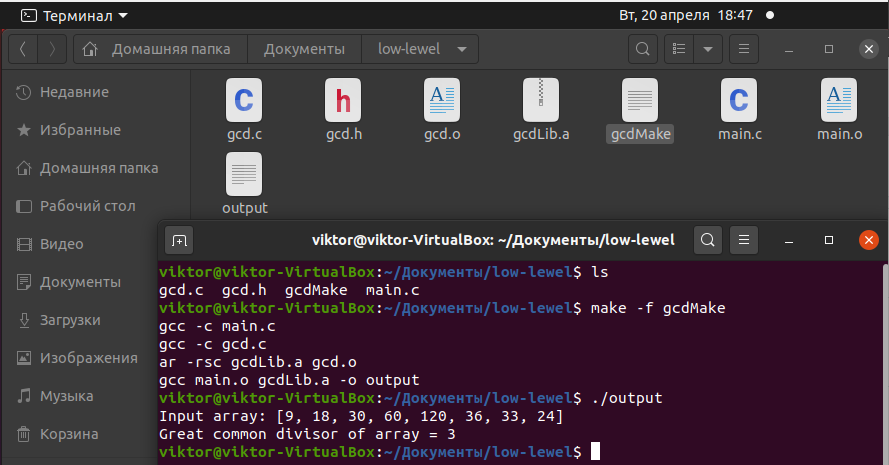 Терминал
Вт, 20 апреля 18:47
Домашняя папка Документы low-lewel
Недавние
Избранные
Домашняя папка
Рабочий стол
Видео
Документы
Загрузки
Изображения
Музыка
Корзина
gcd.c gcd.h gcd.o gcdLib.a gcdMake main.c main.o
output
viktor@viktor-VirtualBox: ~/Документы/low-lewel
viktor@viktor-VirtualBox:~/Документы/low-lewel$ ls
gcd.c gcd.h gcdMake main.c
viktor@viktor-VirtualBox:~/Документы/low-lewel$ make -f gcdMake
gcc -c main.c
gcc -c gcd.c
ar -rsc gcdLib.a gcd.o
gcc main.o gcdLib.a -o output
viktor@viktor-VirtualBox:~/Документы/low-lewel$ ./output
Input array: [9, 18, 30, 60, 120, 36, 33, 24]
Great common divisor of array = 3
viktor@viktor-VirtualBox:~/Документы/low-lewel$